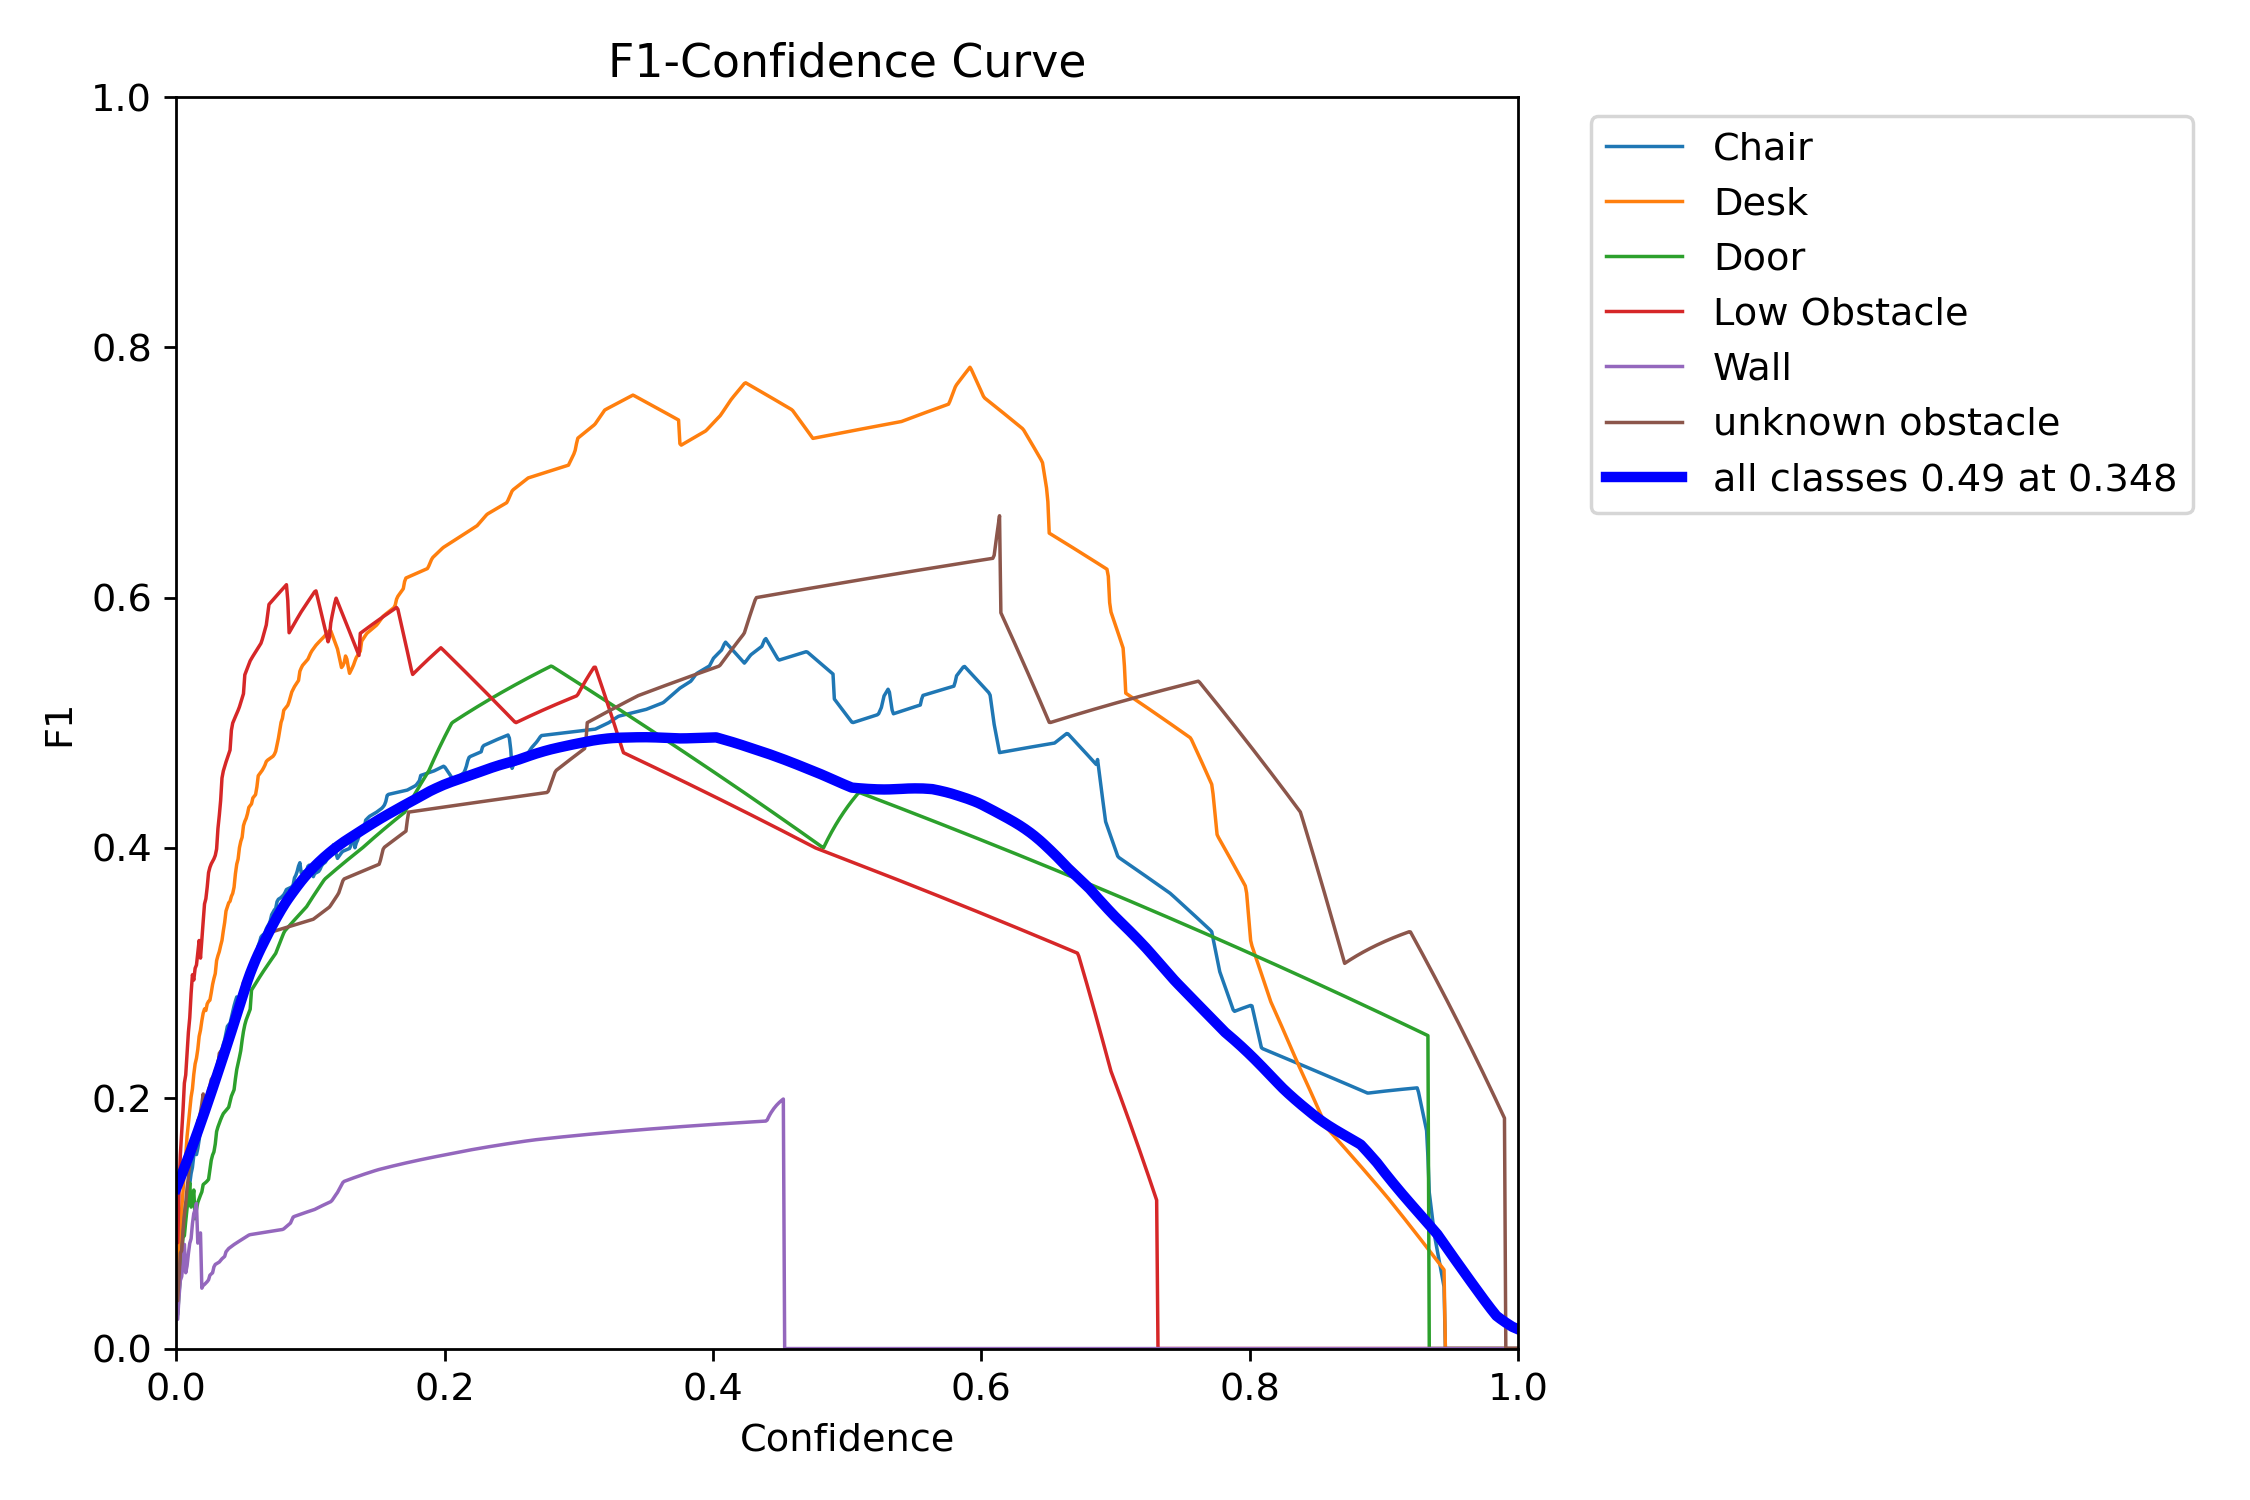 F1-Confidence Curve
1.0
0.8
0.6
0.4
0.2
0.0
F1
0.0 0.2 0.4 0.6 0.8 1.0
Confidence
Chair
Desk
Door
Low Obstacle
Wall
unknown obstacle
all classes 0.49 at 0.348